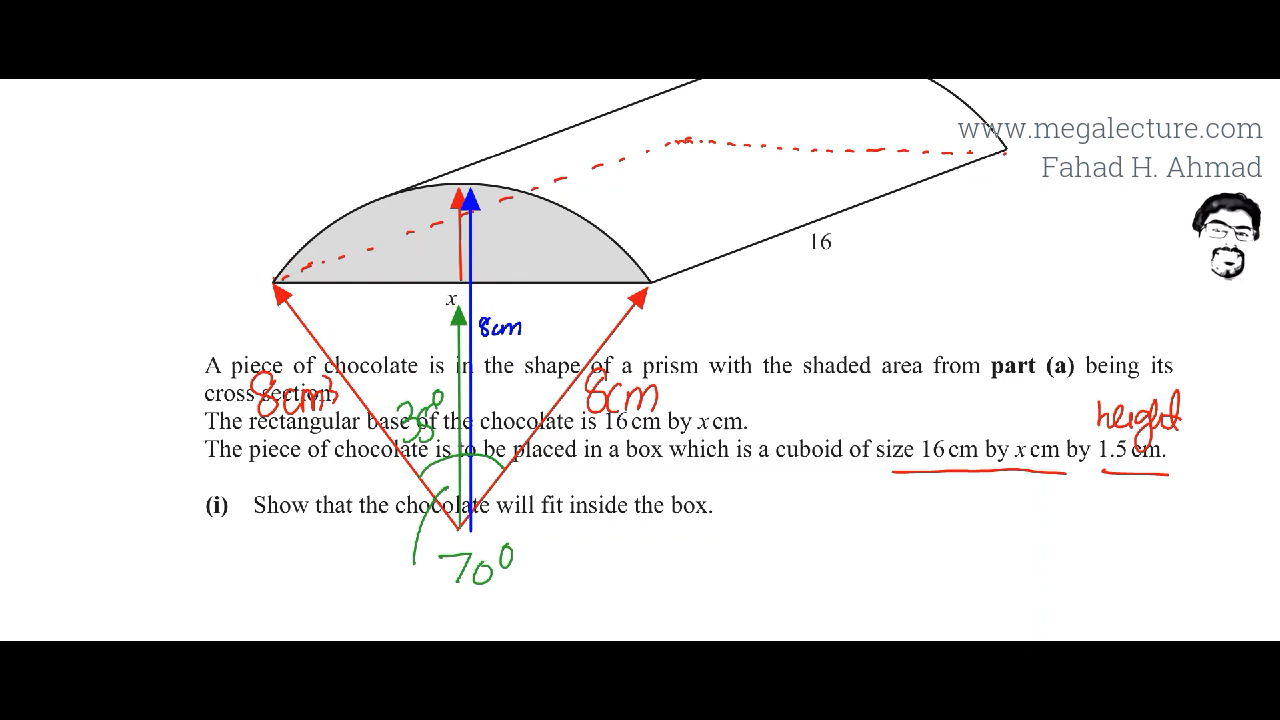 www.megalecture.com
Fahad H. Ahmad
16
x
8cm
A piece of chocolate is in the shape of a prism with the shaded area from part (a) being its
cross section.
8cm
35°
8cm
height
The rectangular base of the chocolate is 16 cm by x cm.
The piece of chocolate is to be placed in a box which is a cuboid of size 16 cm by x cm by 1.5 cm.
(i) Show that the chocolate will fit inside the box.
70°